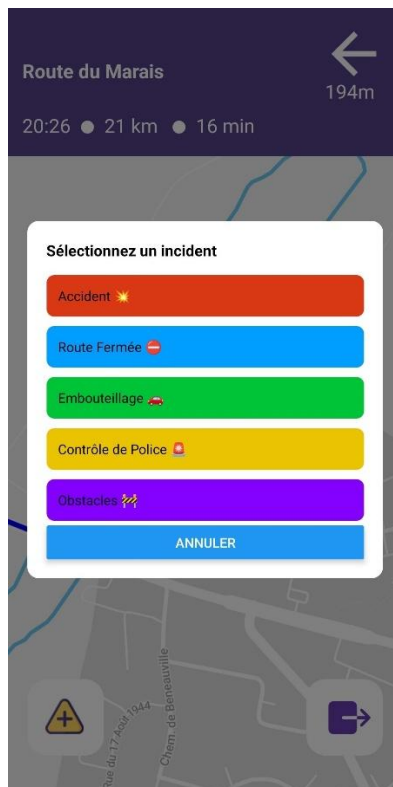 Route du Marais
194m
20:26 ● 21 km ● 16 min
Sélectionnez un incident
Accident 💥
Route Fermée ⛔
Embouteillage 🚗
Contrôle de Police 🚨
Obstacles 🚧
ANNULER
Rue du 17 Août 1944
Chem. de Beneauville